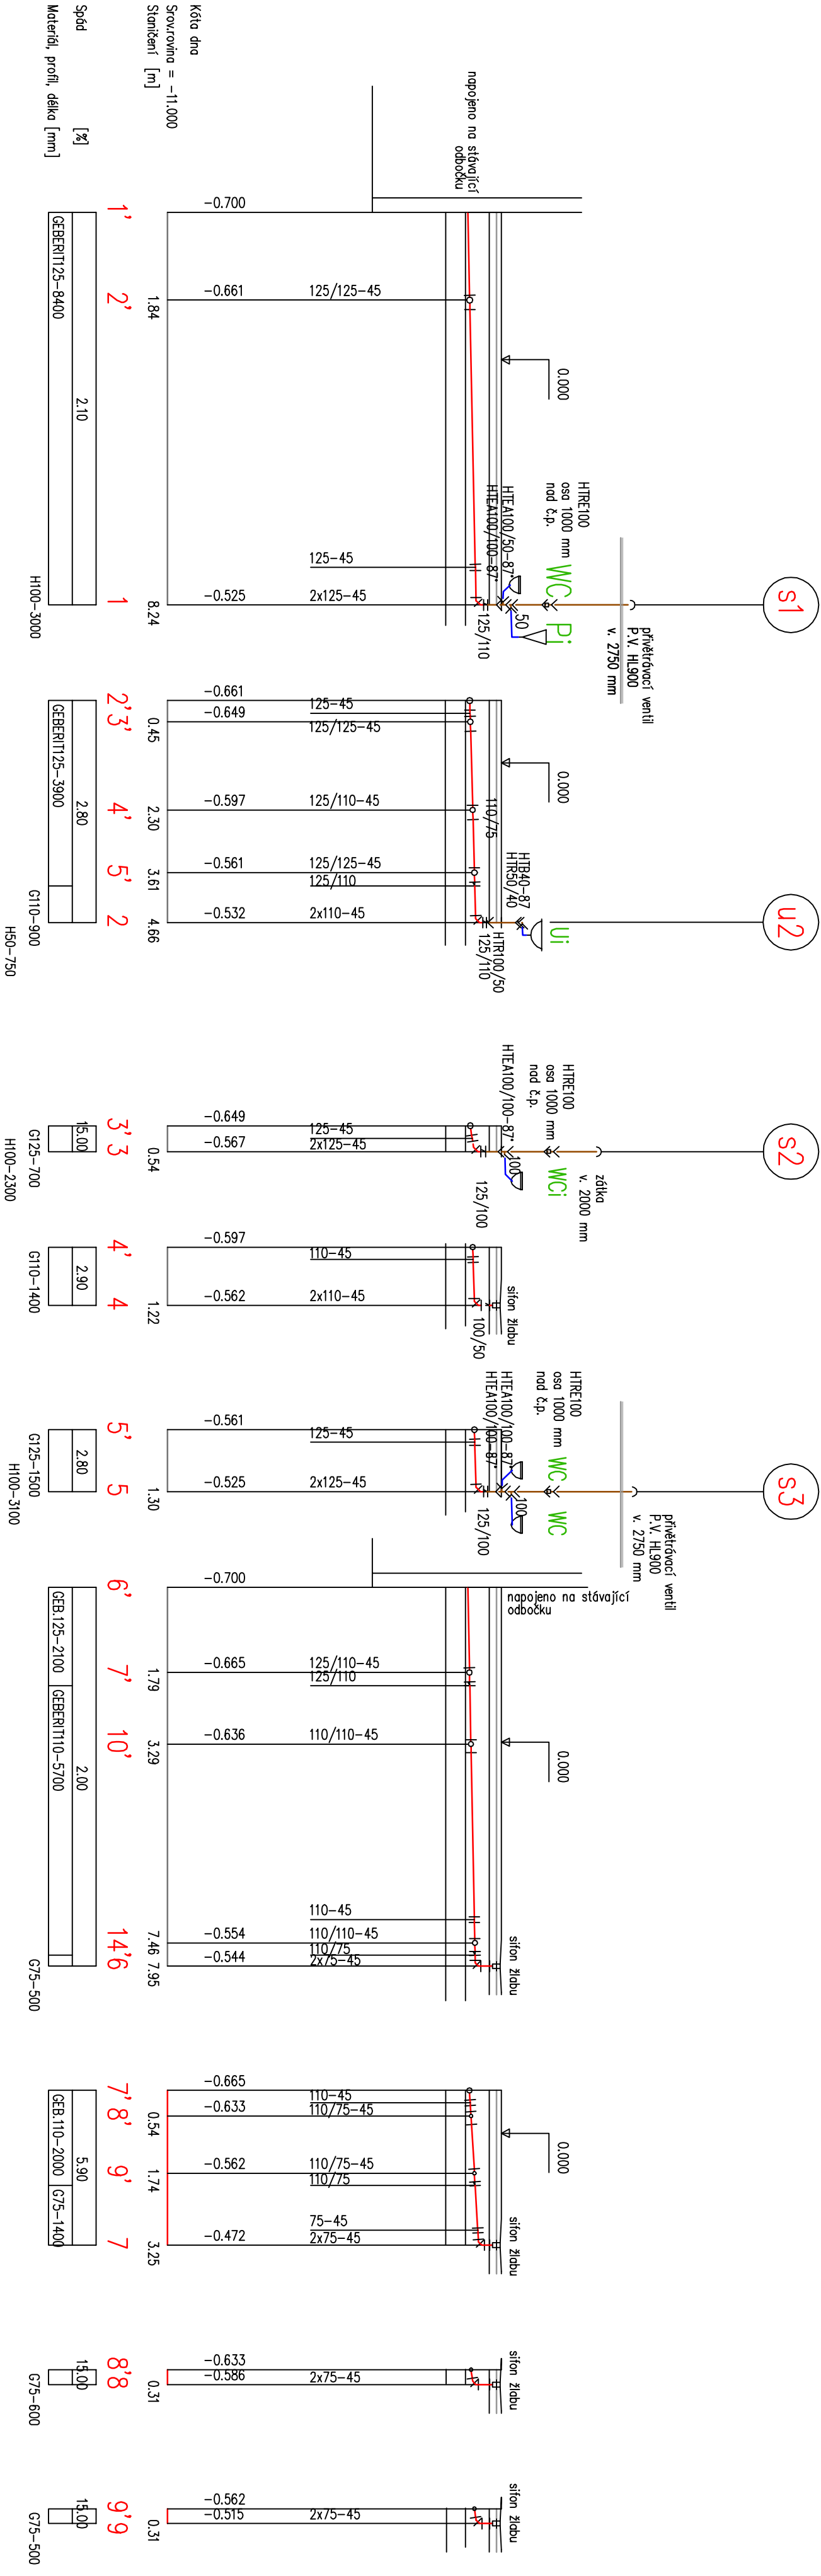 Kóta dna
Srov.rovina = -11.000
Staničení [m]
Spád [%]
Materiál, profil, délka [mm]
napojeno na stávající
odbočku
0.000
HTRE100
osa 1000 mm
nad č.p.
WC
Pi
HTEA100/50-87°
HTEA100/100-87°
50
125/110
s1
přivětrávací ventil
P.V. HL900
v. 2750 mm
125/125-45
125-45
2x125-45
-0.700
-0.661
-0.525
1.84
8.24
1'
2'
1
2.10
GEBERIT125-8400
H100-3000
u2
0.000
Ui
HTB40-87
HTR50/40
110/75
HTR100/50
125/110
125-45
125/125-45
125/110-45
125/125-45
125/110
2x110-45
-0.661
-0.649
-0.597
-0.561
-0.532
0.45
2.30
3.61
4.66
2'
3'
4'
5'
2
2.80
GEBERIT125-3900
G110-900
H50-750
s2
zátka
v. 2000 mm
HTRE100
osa 1000 mm
nad č.p.
WCi
HTEA100/100-87°
100
125/100
125-45
2x125-45
-0.649
-0.567
0.54
3'
3
15.00
G125-700
H100-2300
sifon žlabu
100/50
110-45
2x110-45
-0.597
-0.562
1.22
4'
4
2.90
G110-1400
s3
přivětrávací ventil
P.V. HL900
v. 2750 mm
HTRE100
osa 1000 mm
nad č.p.
WC
WC
HTEA100/100-87°
HTEA100/100-87°
100
125/100
125-45
2x125-45
-0.561
-0.525
1.30
5'
5
2.80
G125-1500
H100-3100
napojeno na stávající
odbočku
0.000
sifon žlabu
125/110-45
125/110
110/110-45
110-45
110/110-45
110/75
2x75-45
-0.700
-0.665
-0.636
-0.554
-0.544
1.79
3.29
7.46
7.95
6'
7'
10'
14'
6
2.00
GEB.125-2100
GEBERIT110-5700
G75-500
0.000
sifon žlabu
110-45
110/75-45
110/75-45
110/75
75-45
2x75-45
-0.665
-0.633
-0.562
-0.472
0.54
1.74
3.25
7'
8'
9'
7
5.90
GEB.110-2000
G75-1400
sifon žlabu
2x75-45
-0.633
-0.586
0.31
8'
8
15.00
G75-600
sifon žlabu
2x75-45
-0.562
-0.515
0.31
9'
9
15.00
G75-500